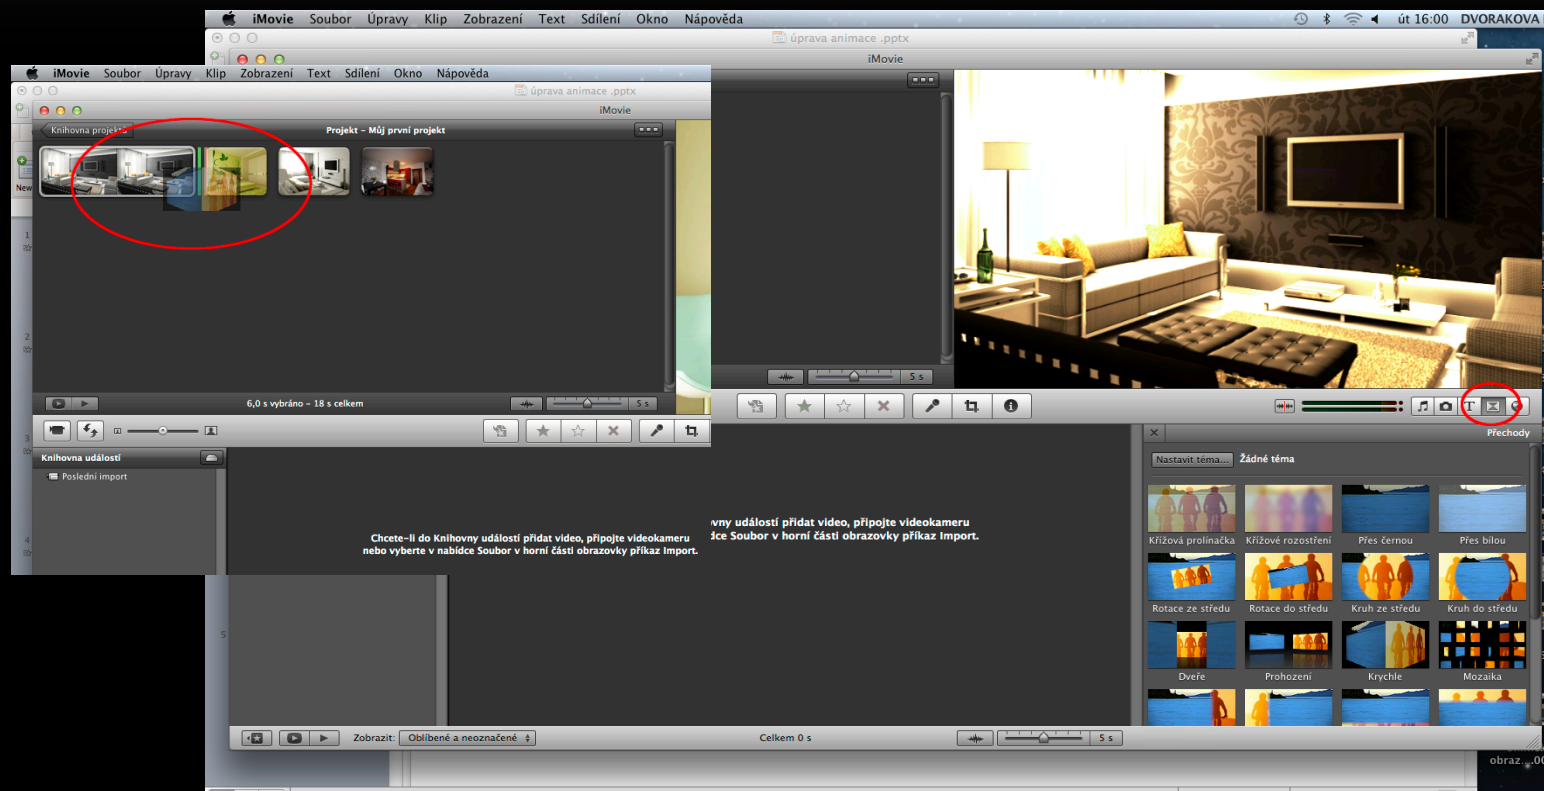 iMovie Soubor Úpravy Klip Zobrazení Text Sdílení Okno Nápověda
út 16:00 DVORAKOVA
úprava animace .pptx
iMovie
iMovie Soubor Úpravy Klip Zobrazení Text Sdílení Okno Nápověda
úprava animace .pptx
iMovie
Knihovna projektů
Projekt – Můj první projekt
New
1
2
3
4
5
6,0 s vybráno – 18 s celkem
5 s
5 s
Knihovna událostí
Poslední import
Chcete-li do Knihovny událostí přidat video, připojte videokameru
nebo vyberte v nabídce Soubor v horní části obrazovky příkaz Import.
vny událostí přidat video, připojte videokameru
dce Soubor v horní části obrazovky příkaz Import.
T
Přechody
Nastavit téma... Žádné téma
Křížová prolínačka Křížové rozostření Přes černou Přes bílou
Rotace ze středu Rotace do středu Kruh ze středu Kruh do středu
Dveře Prohození Krychle Mozaika
Zobrazit: Oblíbené a neoznačené
Celkem 0 s
5 s